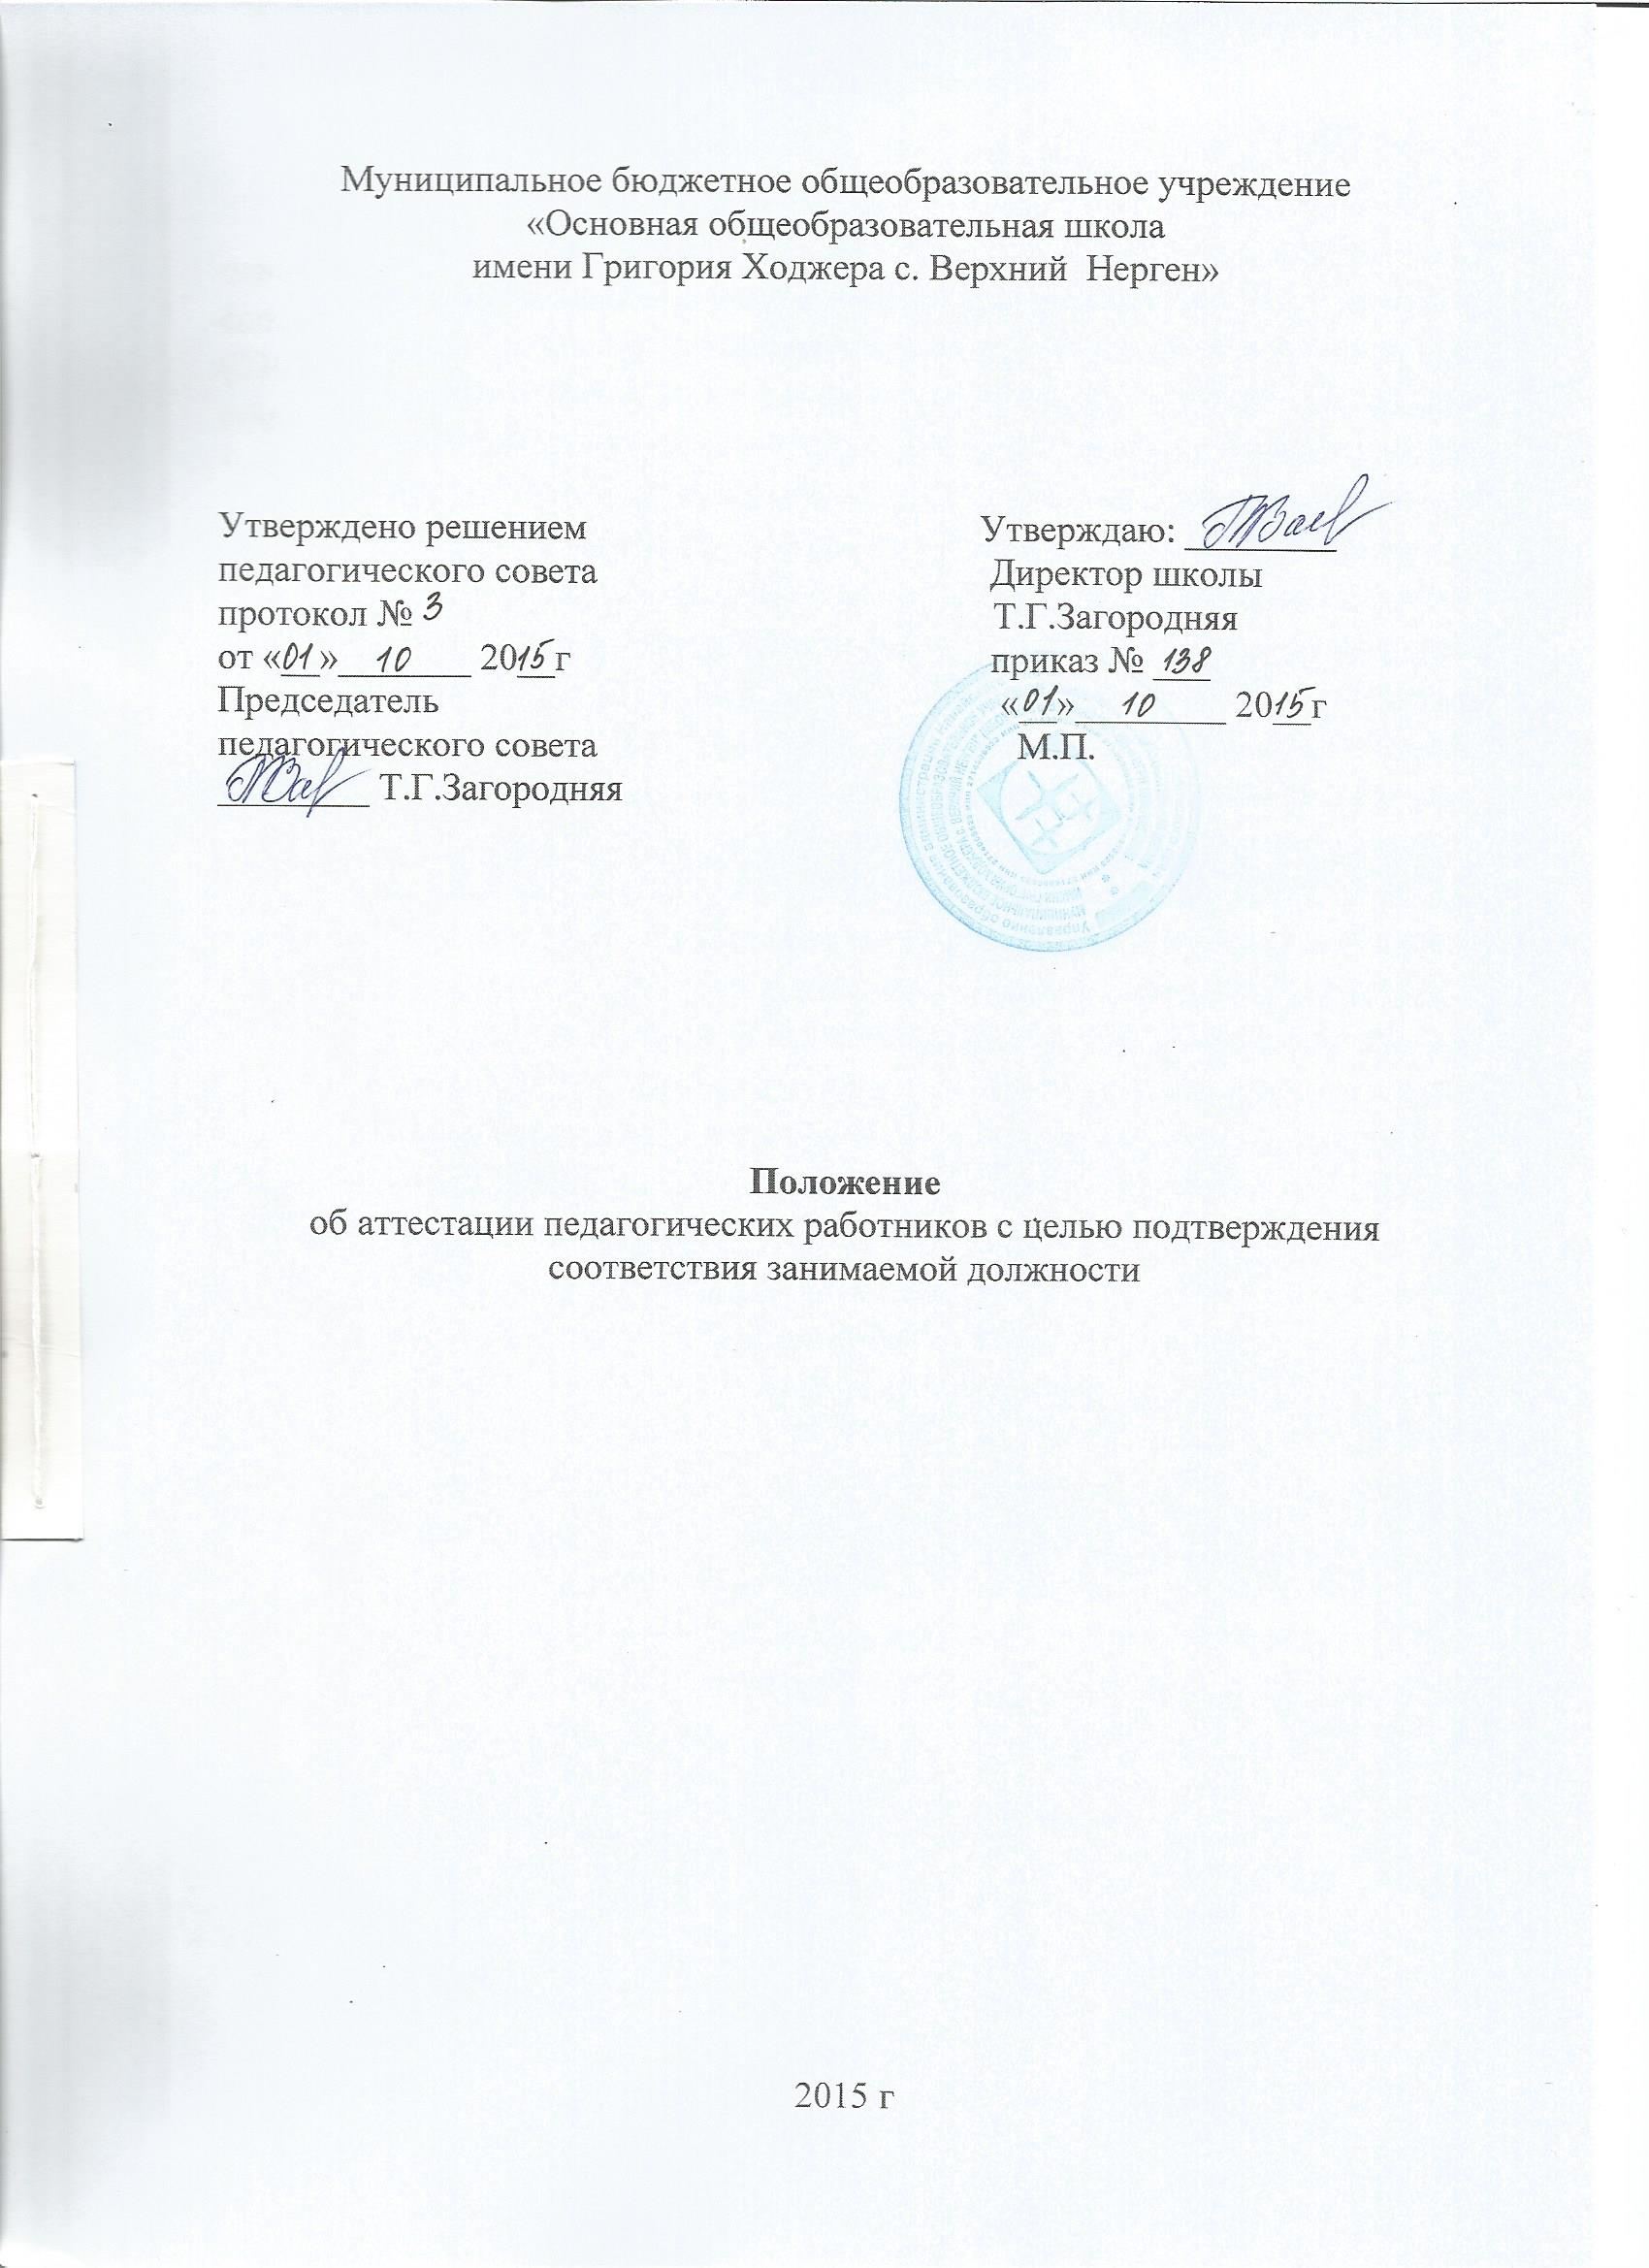 Муниципальное бюджетное общеобразовательное учреждение
«Основная общеобразовательная школа
имени Григория Ходжера с. Верхний Нерген»
Утверждено решением
педагогического совета
протокол № 3
от «01» 10 2015г
Председатель
педагогического совета
Т.Г.Загородняя
Утверждаю:
Директор школы
Т.Г.Загородняя
приказ № 138
«01» 10 2015г
М.П.
Положение
об аттестации педагогических работников с целью подтверждения
соответствия занимаемой должности
2015 г